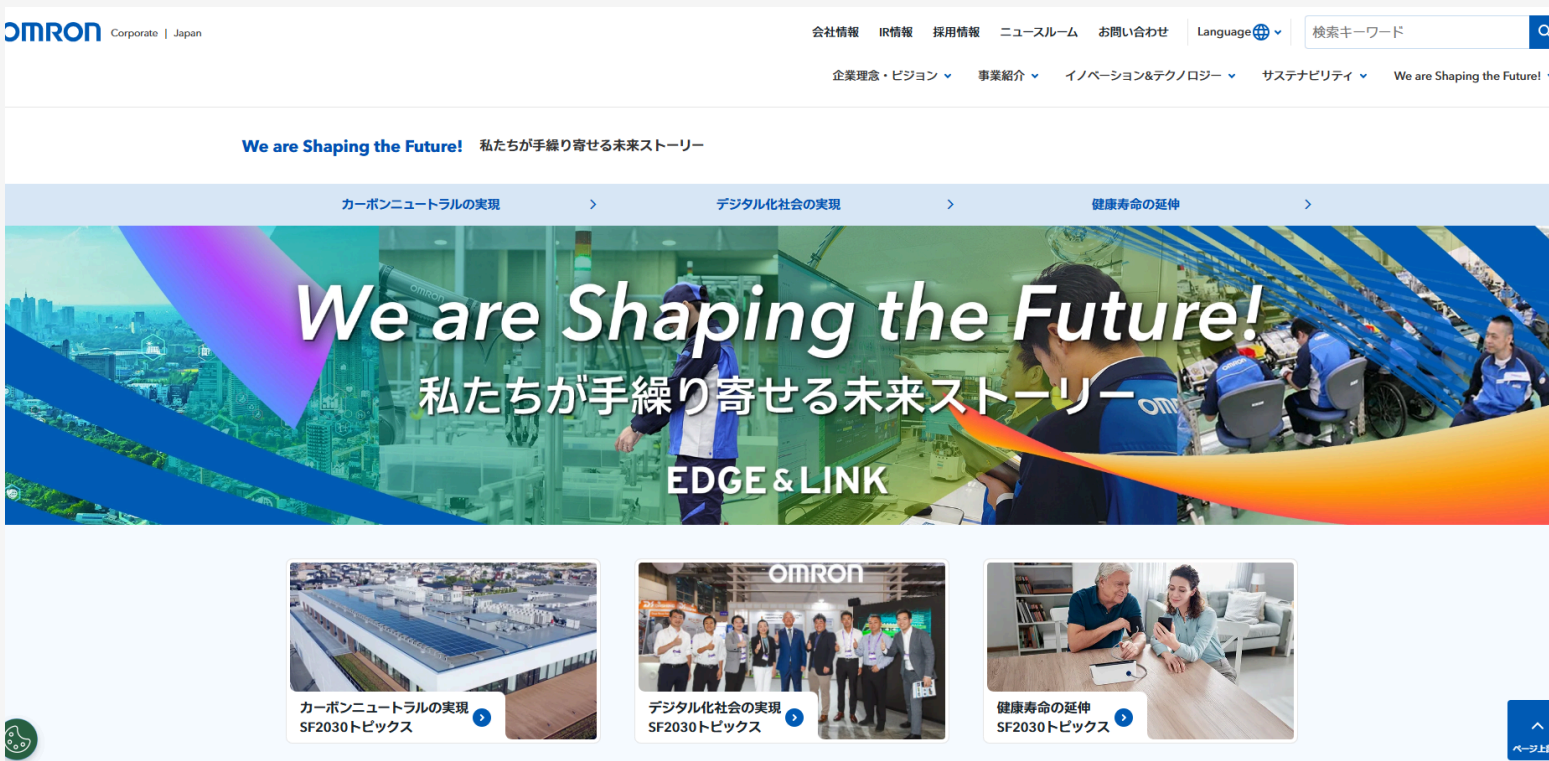 OMRON Corporate | Japan
会社情報 IR情報 採用情報 ニュースルーム お問い合わせ Language 検索キーワード
企業理念・ビジョン 事業紹介 イノベーション&テクノロジー サステナビリティ We are Shaping the Future!
We are Shaping the Future! 私たちが手繰り寄せる未来ストーリー
カーボンニュートラルの実現 デジタル化社会の実現 健康寿命の延伸
OMRON
We are Shaping the Future!
私たちが手繰り寄せる未来ストーリー
EDGE & LINK
OMRON
カーボンニュートラルの実現
SF2030トピックス
デジタル化社会の実現
SF2030トピックス
健康寿命の延伸
SF2030トピックス